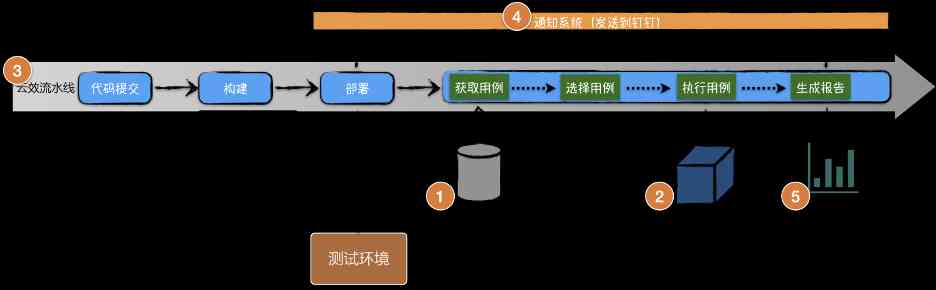 4
通知系统（发送到钉钉）
3
云效流水线
代码提交
构建
部署
获取用例
选择用例
执行用例
生成报告
1
2
5
测试环境